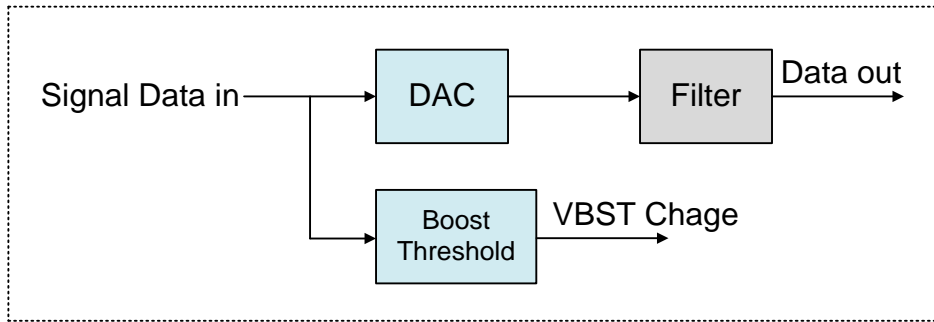 Signal Data in
DAC
Filter
Data out
Boost
Threshold
VBST Chage